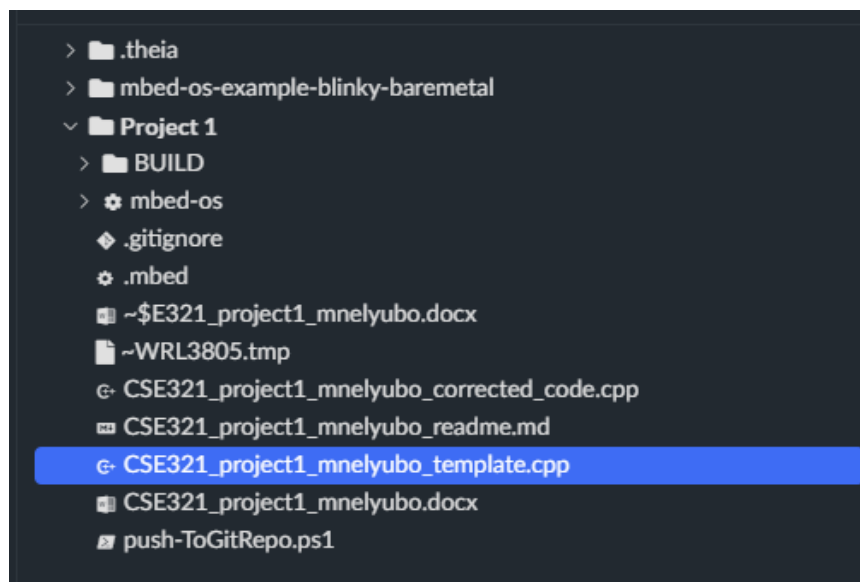 .theia
mbed-os-example-blinky-baremetal
Project 1
BUILD
mbed-os
.gitignore
.mbed
~$E321_project1_mnelyubo.docx
~WRL3805.tmp
CSE321_project1_mnelyubo_corrected_code.cpp
CSE321_project1_mnelyubo_readme.md
CSE321_project1_mnelyubo_template.cpp
CSE321_project1_mnelyubo.docx
push-ToGitRepo.ps1